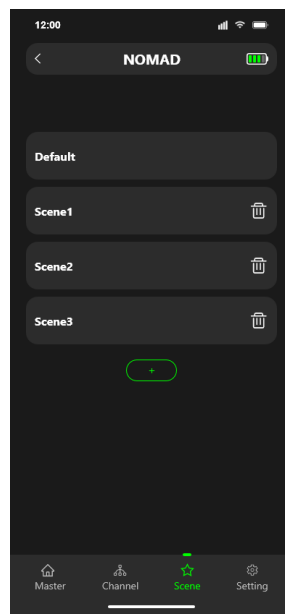 12:00
NOMAD
Default
Scene1
Scene2
Scene3
+
Master Channel Scene Setting